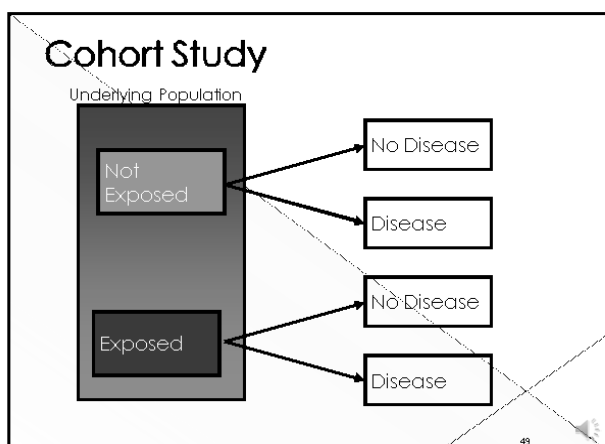 Cohort Study
Underlying Population
Not
Exposed
No Disease
Disease
Exposed
No Disease
Disease
49